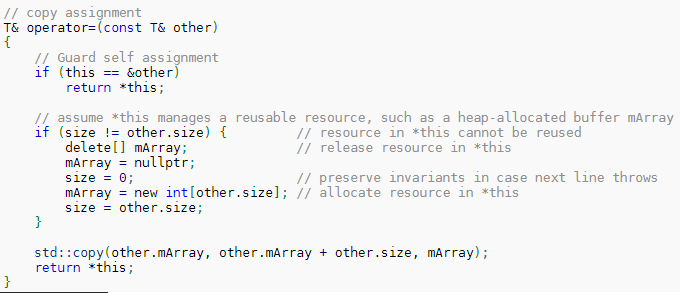 // copy assignment
T& operator=(const T& other)
{
    // Guard self assignment
    if (this == &other)
        return *this;

    // assume *this manages a reusable resource, such as a heap-allocated buffer mArray
    if (size != other.size) {         // resource in *this cannot be reused
        delete[] mArray;              // release resource in *this
        mArray = nullptr;
        size = 0;                     // preserve invariants in case next line throws
        mArray = new int[other.size]; // allocate resource in *this
        size = other.size;
    }

    std::copy(other.mArray, other.mArray + other.size, mArray);
    return *this;
}